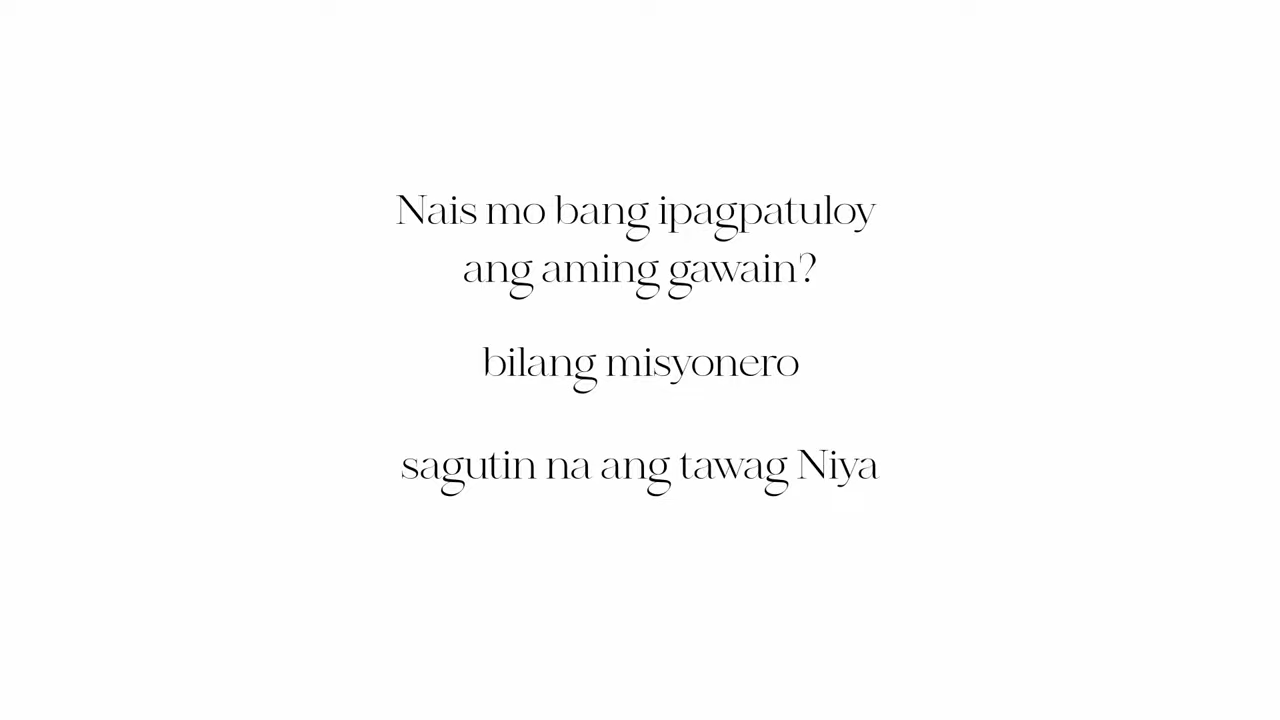 Nais mo bang ipagpatuloy
ang aming gawain?
bilang misyonero
sagutin na ang tawag Niya